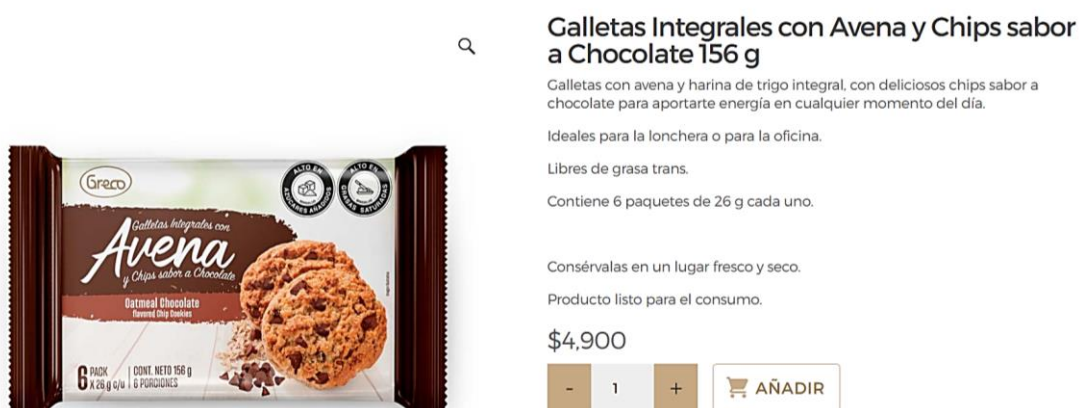 Galletas Integrales con Avena y Chips sabor
a Chocolate 156 g
Galletas con avena y harina de trigo integral, con deliciosos chips sabor a
chocolate para aportarte energía en cualquier momento del día.
Ideales para la lonchera o para la oficina.
Libres de grasa trans.
Contiene 6 paquetes de 26 g cada uno.
Consérvalas en un lugar fresco y seco.
Producto listo para el consumo.
$4,900
- 1 +
AÑADIR
Greco
ALTO EN
AZÚCARES AÑADIDOS
ALTO EN
GRASAS SATURADAS
Galletas Integrales con
Avena
y Chips sabor a Chocolate
Oatmeal Chocolate
flavored Chip Cookies
6 PACK
X 26 g c/u
CONT. NETO 156 g
6 PORCIONES